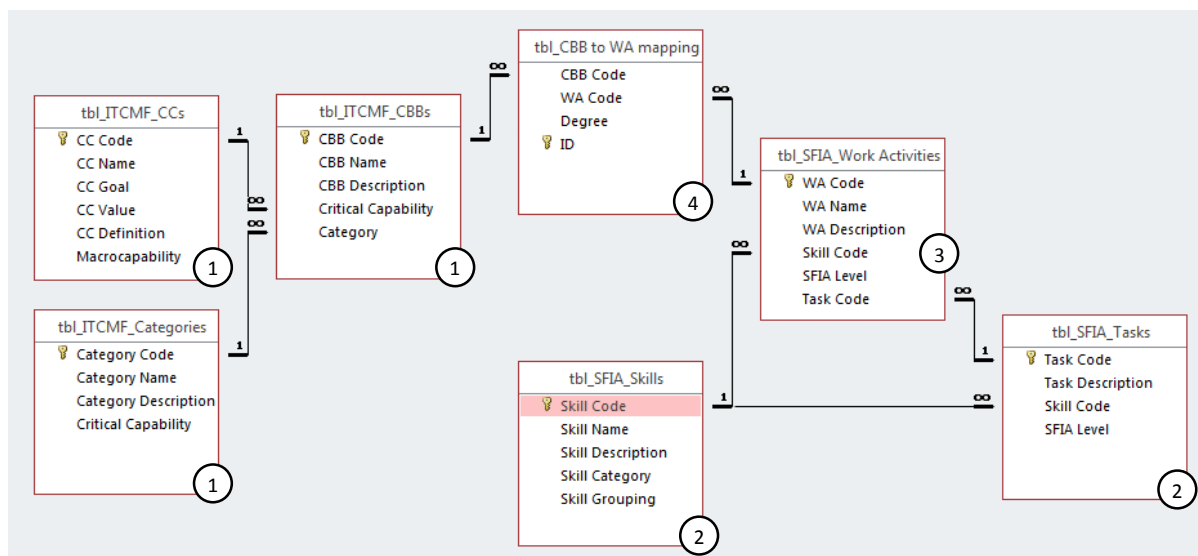 tbl_ITCMF_CCs
CC Code
CC Name
CC Goal
CC Value
CC Definition
Macrocapability
1
1
∞
tbl_ITCMF_Categories
Category Code
Category Name
Category Description
Critical Capability
1
1
∞
tbl_ITCMF_CBBs
CBB Code
CBB Name
CBB Description
Critical Capability
Category
1
1
∞
tbl_CBB to WA mapping
CBB Code
WA Code
Degree
ID
4
∞
1
tbl_SFIA_Work Activities
WA Code
WA Name
WA Description
Skill Code
SFIA Level
Task Code
3
∞
∞
1
tbl_SFIA_Skills
Skill Code
Skill Name
Skill Description
Skill Category
Skill Grouping
2
1
∞
tbl_SFIA_Tasks
Task Code
Task Description
Skill Code
SFIA Level
2